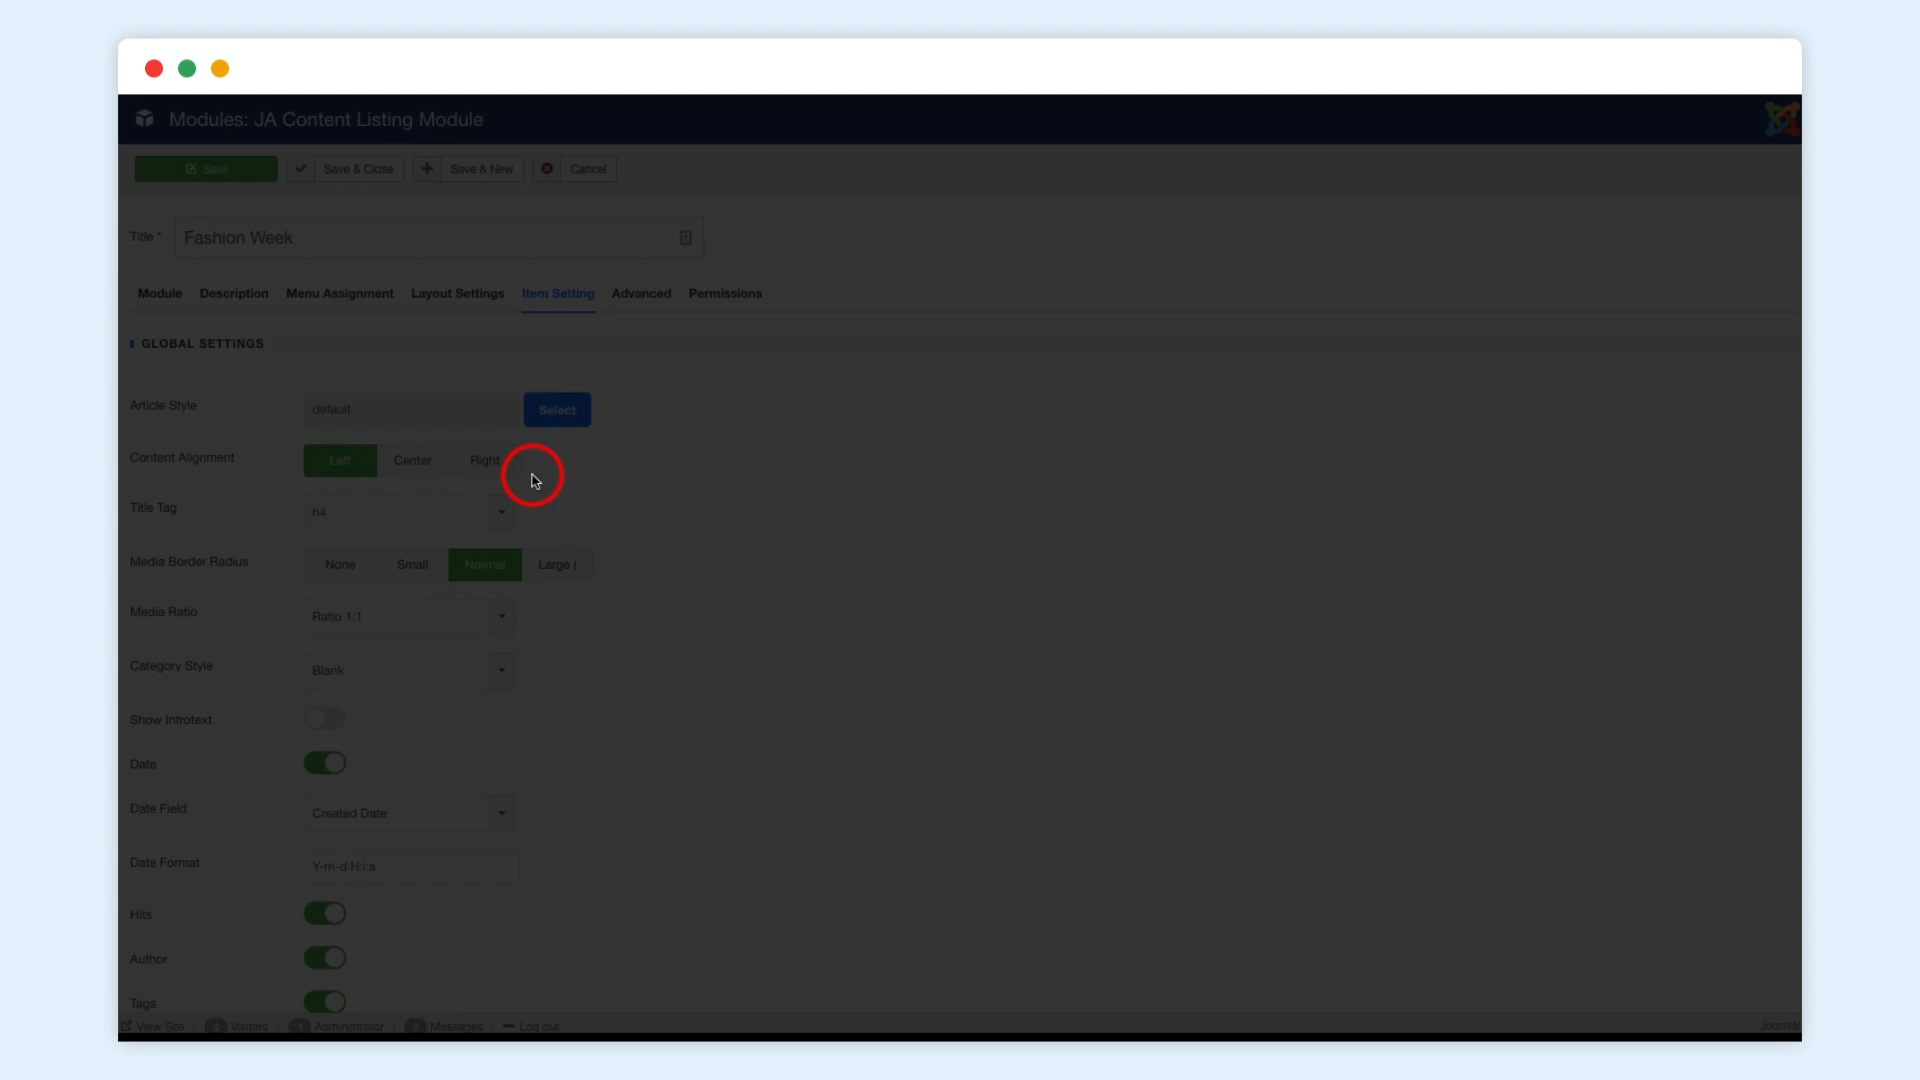 Modules: JA Content Listing Module
Save
Save & Close
Save & New
Cancel
Title *
Fashion Week
Module
Description
Menu Assignment
Layout Settings
Item Setting
Advanced
Permissions
GLOBAL SETTINGS
Article Style
default
Select
Content Alignment
Left
Center
Right
Title Tag
h4
Media Border Radius
None
Small
Normal
Large (
Media Ratio
Ratio 1:1
Category Style
Blank
Show Introtext
Date
Date Field
Created Date
Date Format
Y-m-d H:i:s
Hits
Author
Tags
View Site
Visitors
1
Administrator
Messages
Log out